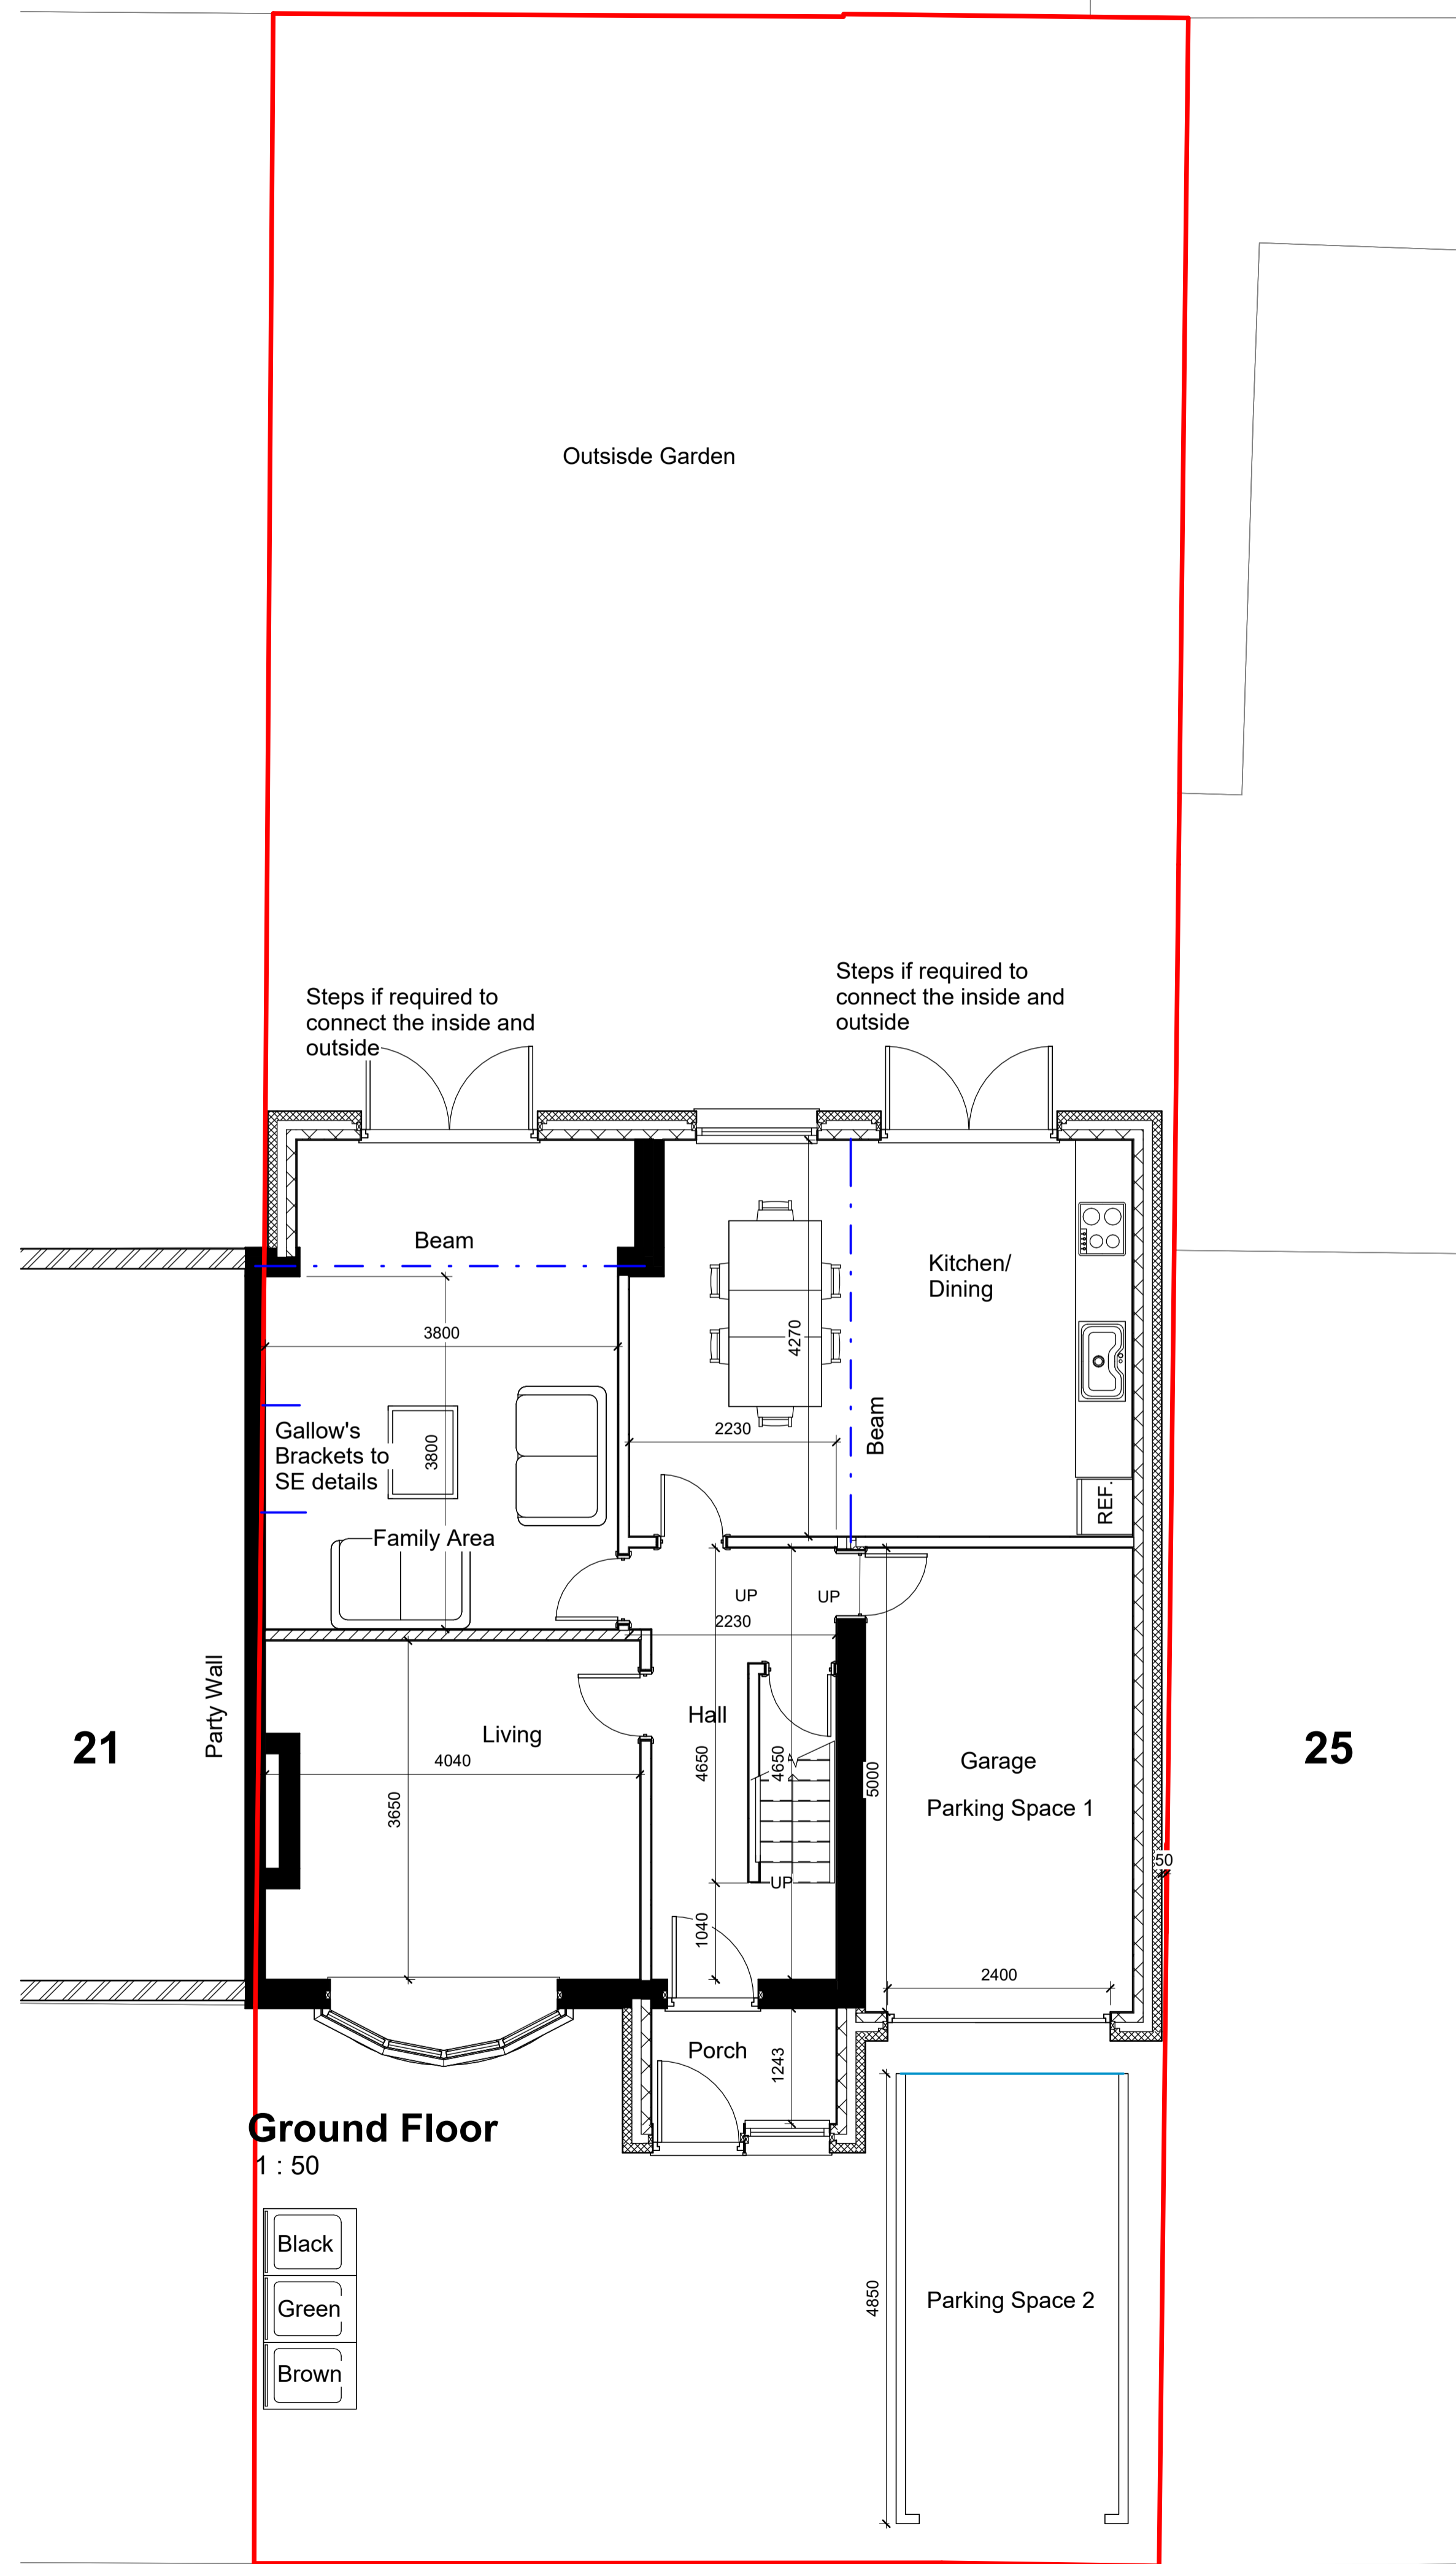 Outsisde Garden
Steps if required to
connect the inside and
outside
Steps if required to
connect the inside and
outside
Beam
Kitchen/
Dining
3800
4270
Beam
2230
Gallow's
Brackets to
SE details
3800
REF.
Family Area
UP
UP
2230
Party Wall
21
Living
4040
3650
Hall
4650
4650
5000
Garage
Parking Space 1
25
50
UP
1040
2400
Porch
1243
Ground Floor
1 : 50
Black
Green
Brown
4850
Parking Space 2